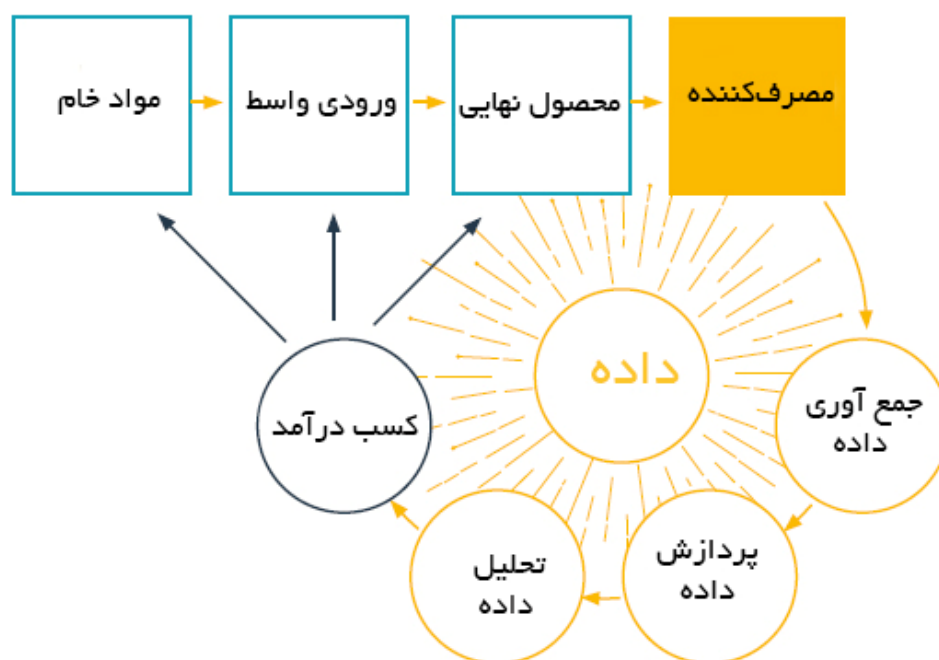 مواد خام
ورودی واسط
محصول نهایی
مصرف‌کننده
داده
جمع آوری
داده
پردازش
داده
تحلیل
داده
کسب درآمد